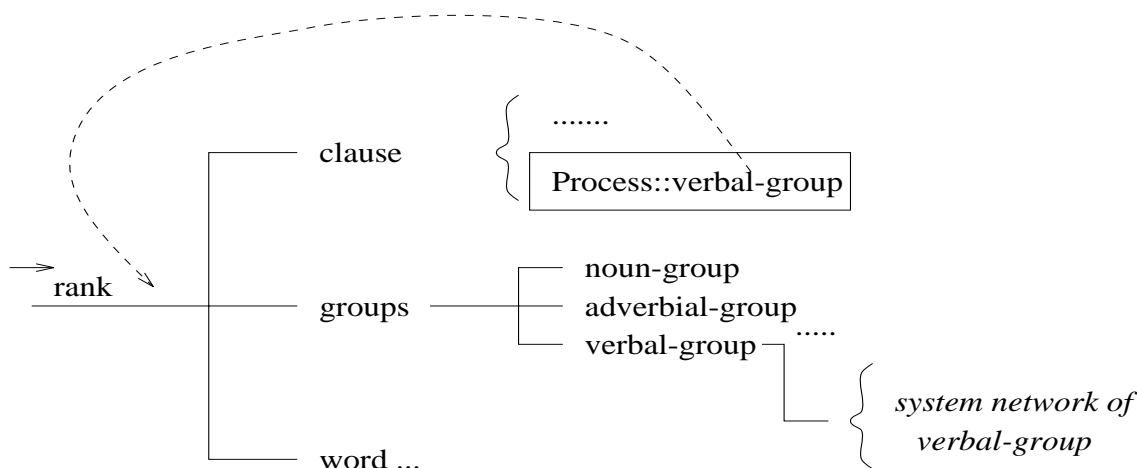 .......
clause
Process::verbal-group
noun-group
rank
groups
adverbial-group
verbal-group
.....
system network of
verbal-group
word ...